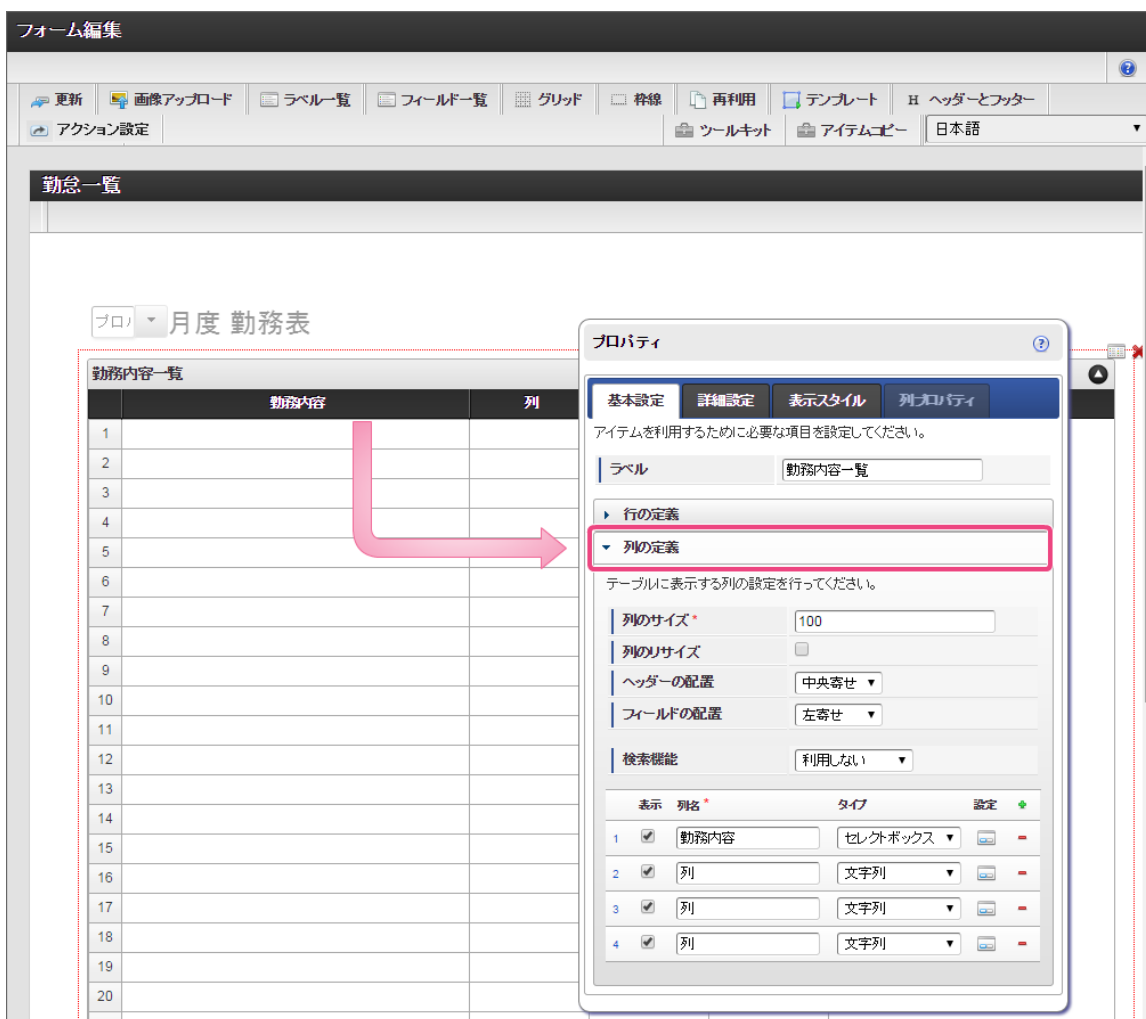 フォーム編集
更新 画像アップロード ラベル一覧 フィールド一覧 グリッド 枠線 再利用 テンプレート H ヘッダーとフッター
アクション設定 ツールキット アイテムコピー 日本語
勤怠一覧
月度 勤務表
勤務内容一覧
勤務内容 列
1
2
3
4
5
6
7
8
9
10
11
12
13
14
15
16
17
18
19
20
プロパティ
基本設定 詳細設定 表示スタイル 列プロパティ
アイテムを利用するために必要な項目を設定してください。
ラベル 勤務内容一覧
行の定義
列の定義
テーブルに表示する列の設定を行ってください。
列のサイズ* 100
列のリサイズ
ヘッダーの配置 中央寄せ
フィールドの配置 左寄せ
検索機能 利用しない
表示 列名* タイプ 設定
1 勤務内容 セレクトボックス
2 列 文字列
3 列 文字列
4 列 文字列